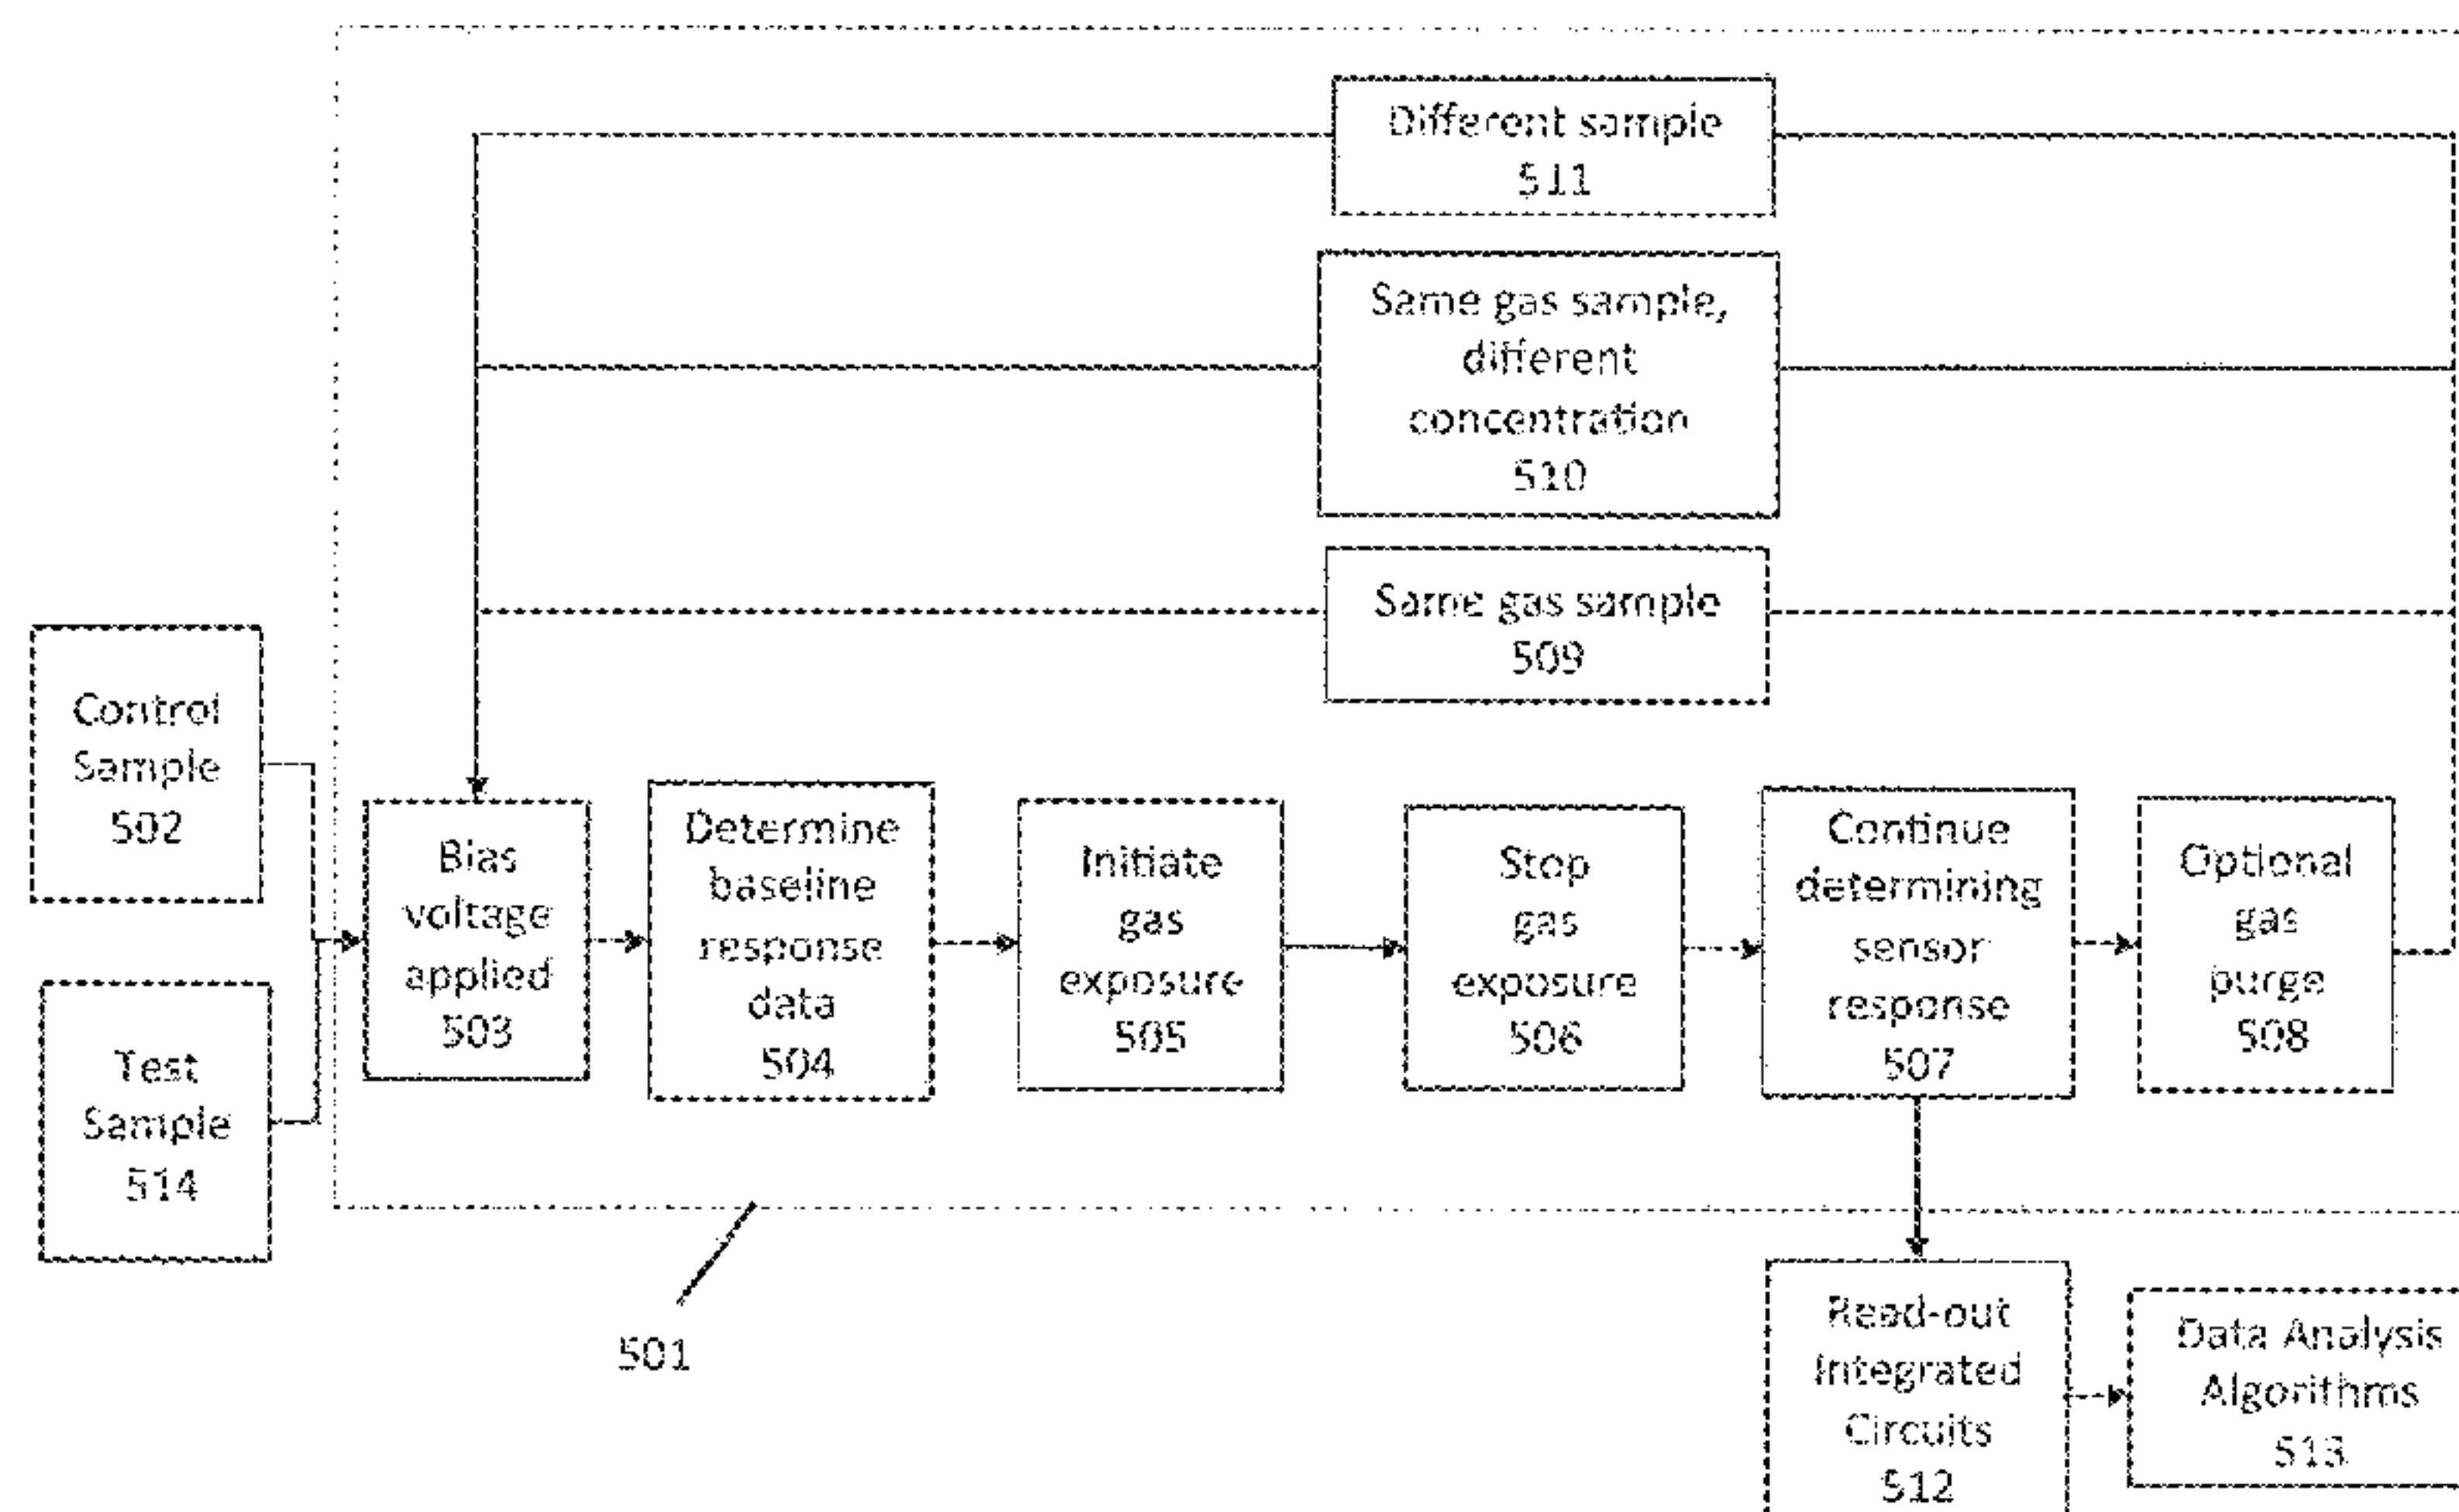 Different sample
511
Same gas sample,
different
concentration
510
Same gas sample
509
Control
Sample
502
Test
Sample
514
Bias
voltage
applied
503
Determine
baseline
response
data
504
Initiate
gas
exposure
505
Stop
gas
exposure
506
Continue
determining
sensor
response
507
Optional
gas
purge
508
501
Read-out
Integrated
Circuits
512
Data Analysis
Algorithms
513